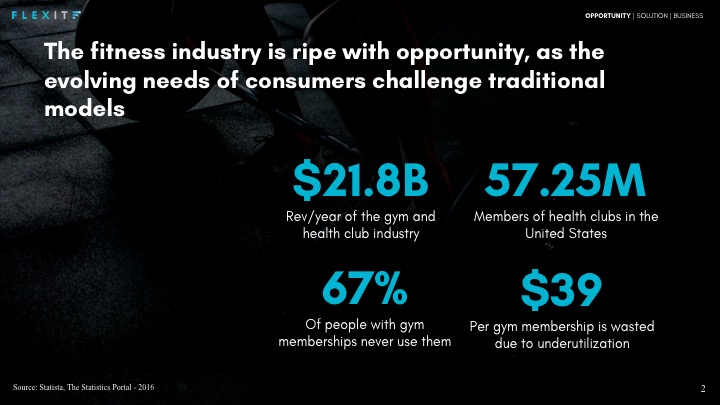 FLEXITF
OPPORTUNITY | SOLUTION | BUSINESS
The fitness industry is ripe with opportunity, as the
evolving needs of consumers challenge traditional
models
$21.8B
Rev/year of the gym and
health club industry
57.25M
Members of health clubs in the
United States
67%
Of people with gym
memberships never use them
$39
Per gym membership is wasted
due to underutilization
Source: Statista, The Statistics Portal - 2016
2